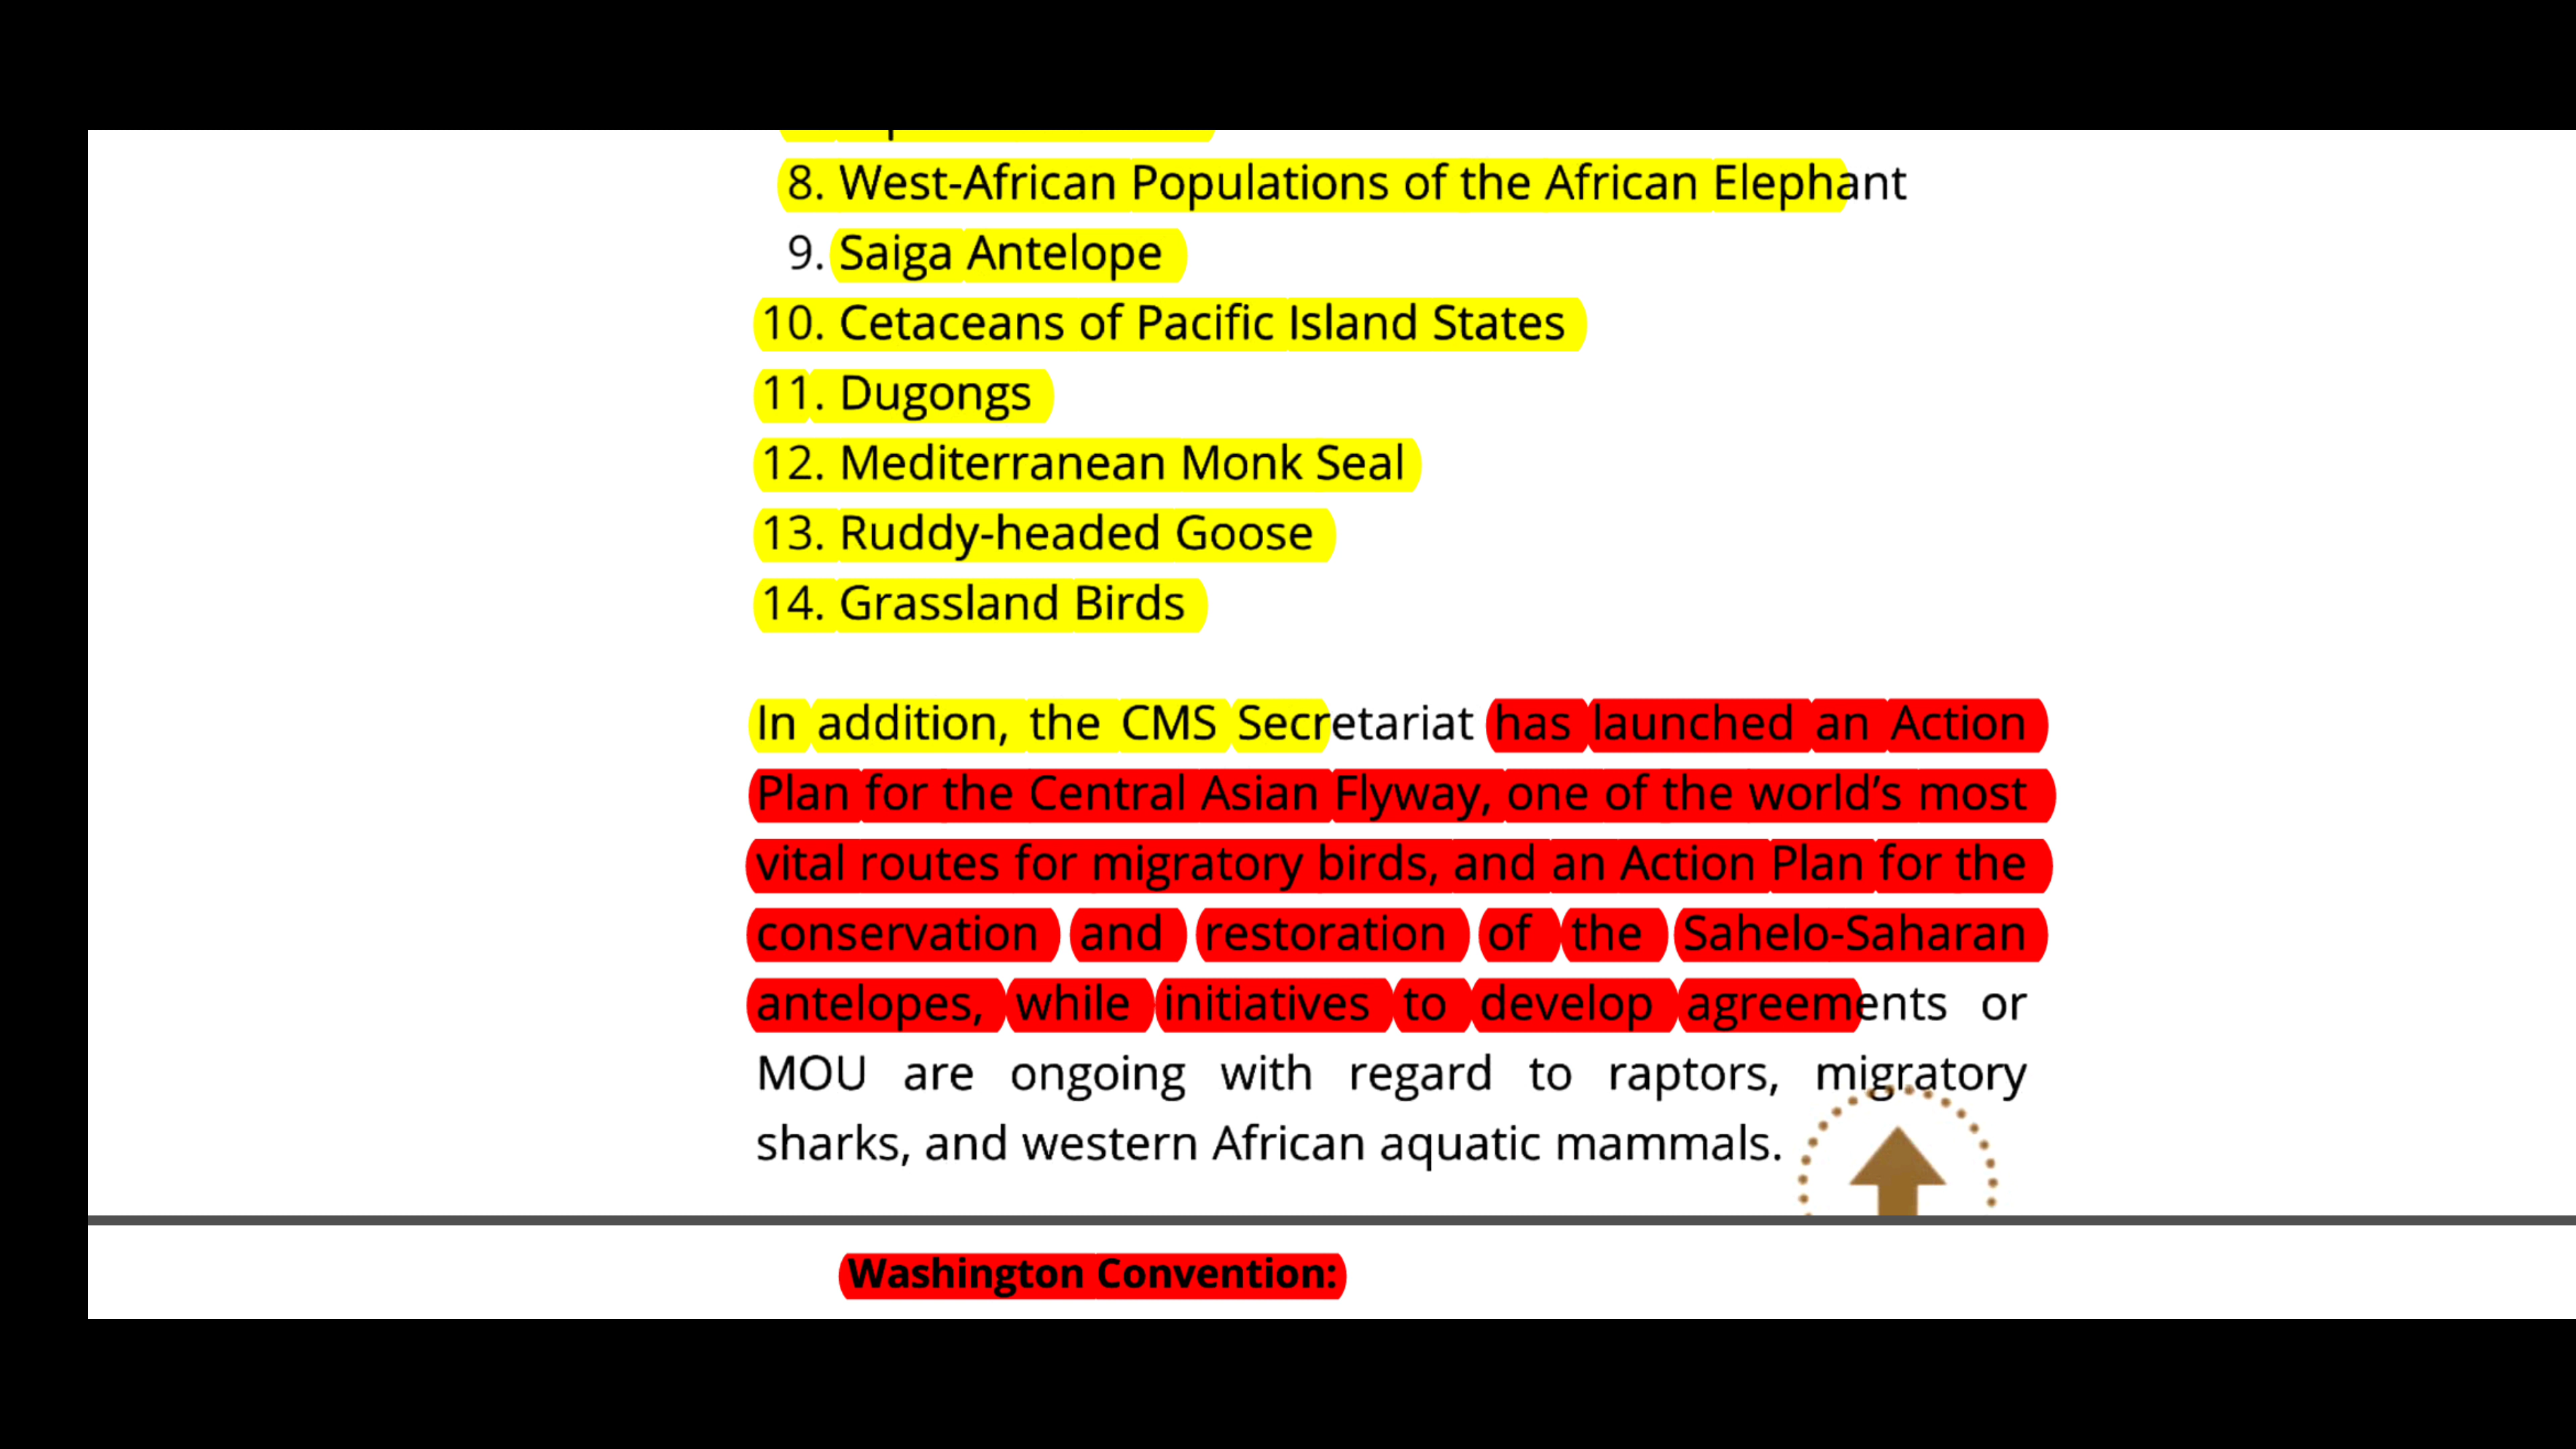 8. West-African Populations of the African Elephant
9. Saiga Antelope
10. Cetaceans of Pacific Island States
11. Dugongs
12. Mediterranean Monk Seal
13. Ruddy-headed Goose
14. Grassland Birds
In addition, the CMS Secretariat has launched an Action
Plan for the Central Asian Flyway, one of the world’s most
vital routes for migratory birds, and an Action Plan for the
conservation and restoration of the Sahelo-Saharan
antelopes, while initiatives to develop agreements or
MOU are ongoing with regard to raptors, migratory
sharks, and western African aquatic mammals.
Washington Convention: